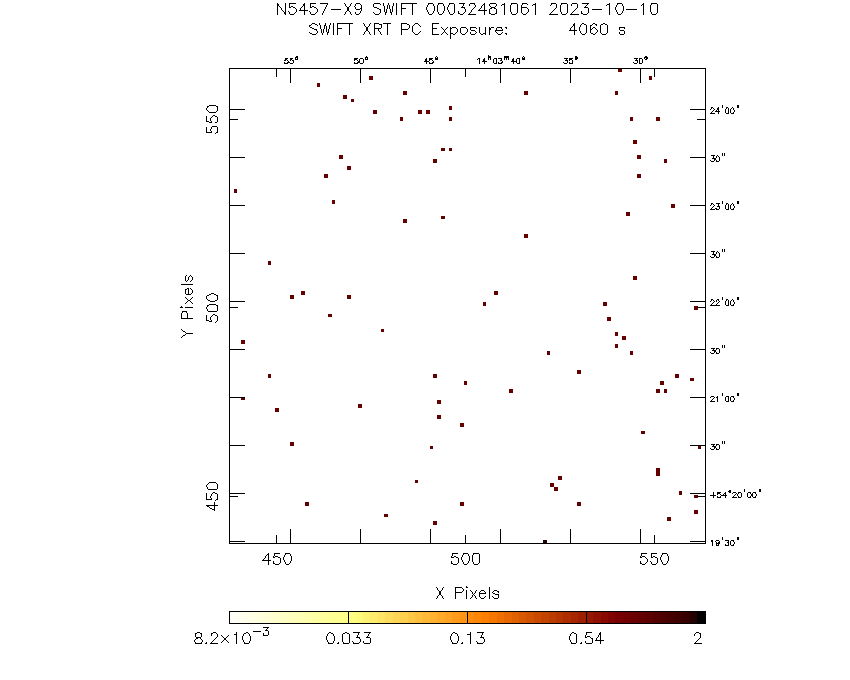 N5457-X9 SWIFT 00032481061 2023-10-10
SWIFT XRT PC Exposure: 4060 s
55ˢ 50ˢ 45ˢ 14ʰ03ᵐ40ˢ 35ˢ 30ˢ
24'00"
550
30"
23'00"
30"
22'00"
500
Y Pixels
30"
21'00"
30"
+54°20'00"
450
19'30"
450 500 550
X Pixels
8.2×10⁻³ 0.033 0.13 0.54 2